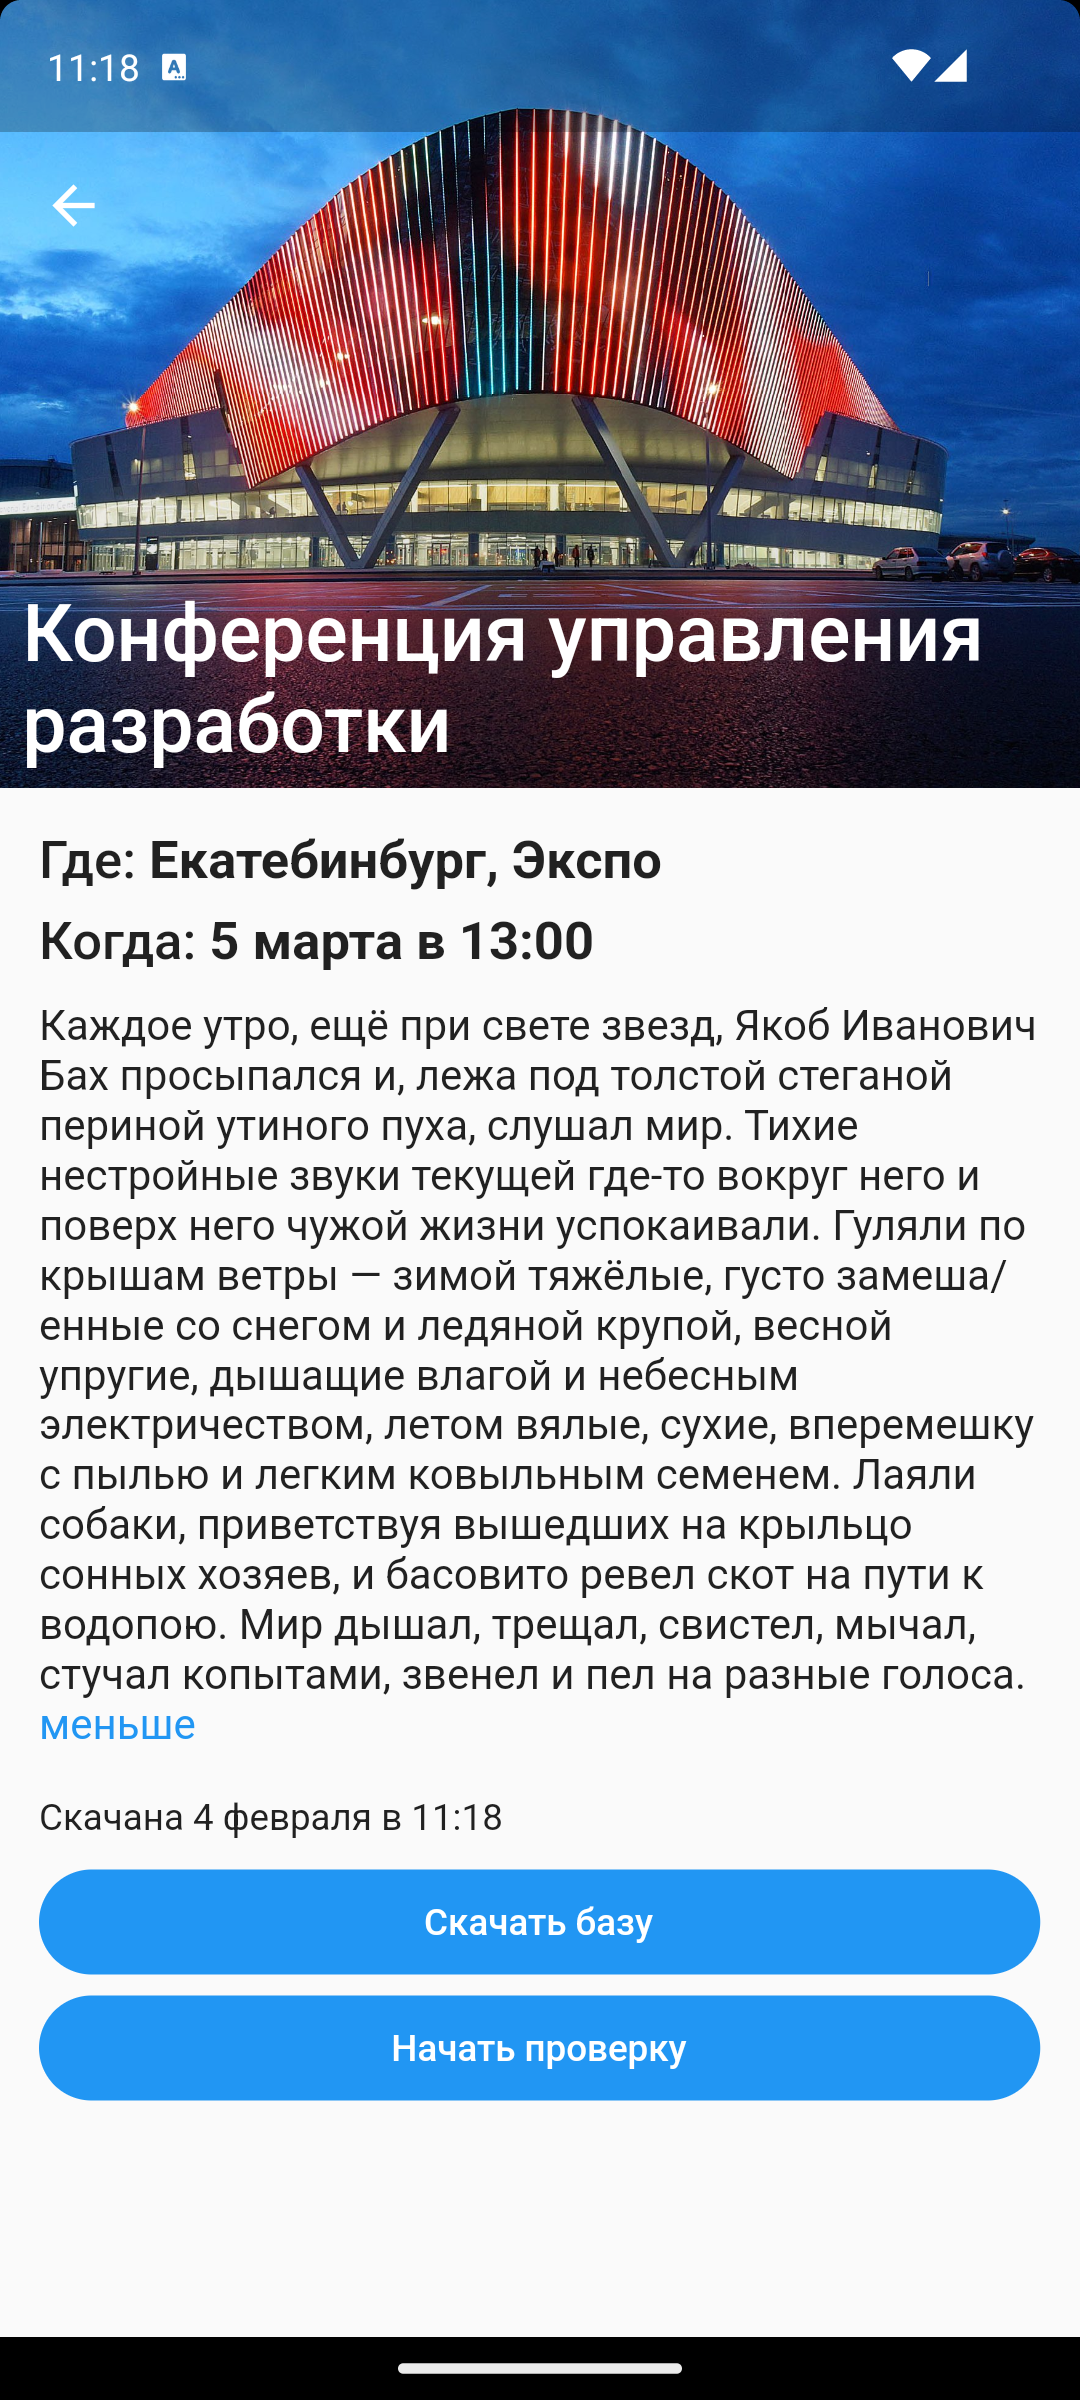 11:18
A
Конференция управления
разработки
Где: Екатебинбург, Экспо
Когда: 5 марта в 13:00
Каждое утро, ещё при свете звезд, Якоб Иванович
Бах просыпался и, лежа под толстой стеганой
периной утиного пуха, слушал мир. Тихие
нестройные звуки текущей где-то вокруг него и
поверх него чужой жизни успокаивали. Гуляли по
крышам ветры — зимой тяжёлые, густо замеша/
енные со снегом и ледяной крупой, весной
упругие, дышащие влагой и небесным
электричеством, летом вялые, сухие, вперемешку
с пылью и легким ковыльным семенем. Лаяли
собаки, приветствуя вышедших на крыльцо
сонных хозяев, и басовито ревел скот на пути к
водопою. Мир дышал, трещал, свистел, мычал,
стучал копытами, звенел и пел на разные голоса.
меньше
Скачана 4 февраля в 11:18
Скачать базу
Начать проверку